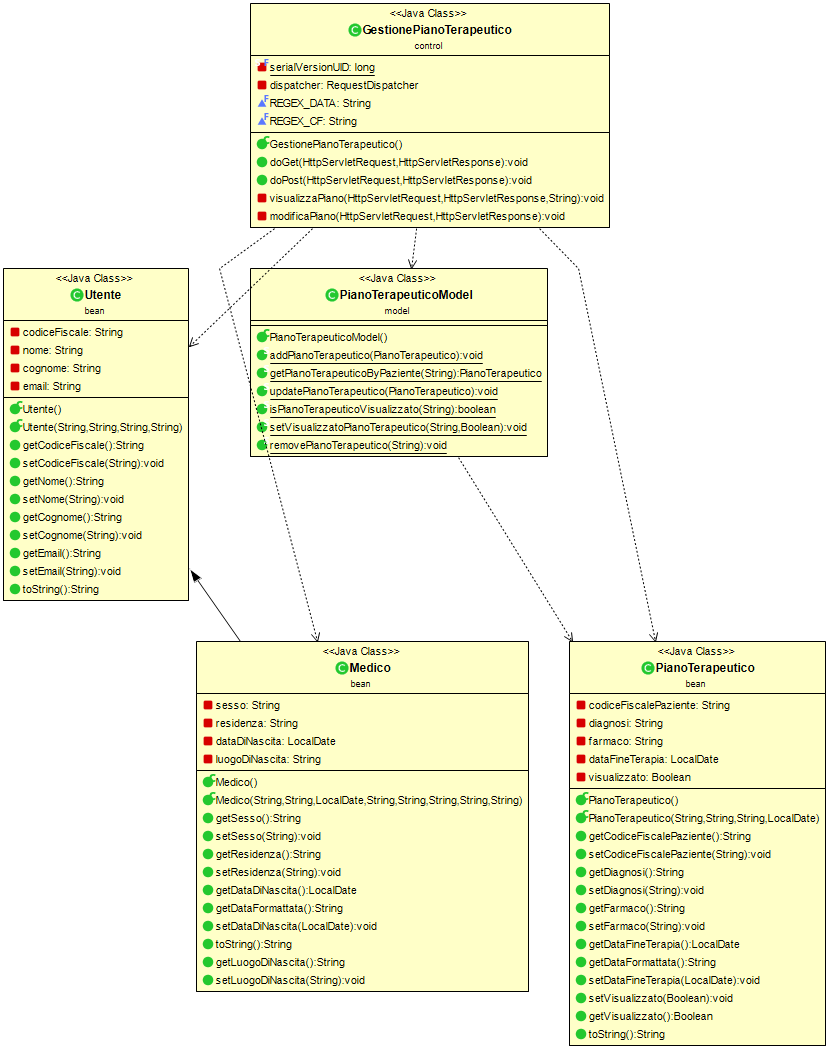 <<Java Class>>
GestionePianoTerapeutico
control
serialVersionUID: long
dispatcher: RequestDispatcher
REGEX_DATA: String
REGEX_CF: String
GestionePianoTerapeutico()
doGet(HttpServletRequest,HttpServletResponse):void
doPost(HttpServletRequest,HttpServletResponse):void
visualizzaPiano(HttpServletRequest,HttpServletResponse,String):void
modificaPiano(HttpServletRequest,HttpServletResponse):void
<<Java Class>>
Utente
bean
codiceFiscale: String
nome: String
cognome: String
email: String
Utente()
Utente(String,String,String,String)
getCodiceFiscale():String
setCodiceFiscale(String):void
getNome():String
setNome(String):void
getCognome():String
setCognome(String):void
getEmail():String
setEmail(String):void
toString():String
<<Java Class>>
PianoTerapeuticoModel
model
PianoTerapeuticoModel()
addPianoTerapeutico(PianoTerapeutico):void
getPianoTerapeuticoByPaziente(String):PianoTerapeutico
updatePianoTerapeutico(PianoTerapeutico):void
isPianoTerapeuticoVisualizzato(String):boolean
setVisualizzatoPianoTerapeutico(String,Boolean):void
removePianoTerapeutico(String):void
<<Java Class>>
Medico
bean
sesso: String
residenza: String
dataDiNascita: LocalDate
luogoDiNascita: String
Medico()
Medico(String,String,LocalDate,String,String,String,String,String)
getSesso():String
setSesso(String):void
getResidenza():String
setResidenza(String):void
getDataDiNascita():LocalDate
getDataFormattata():String
setDataDiNascita(LocalDate):void
toString():String
getLuogoDiNascita():String
setLuogoDiNascita(String):void
<<Java Class>>
PianoTerapeutico
bean
codiceFiscalePaziente: String
diagnosi: String
farmaco: String
dataFineTerapia: LocalDate
visualizzato: Boolean
PianoTerapeutico()
PianoTerapeutico(String,String,String,LocalDate)
getCodiceFiscalePaziente():String
setCodiceFiscalePaziente(String):void
getDiagnosi():String
setDiagnosi(String):void
getFarmaco():String
setFarmaco(String):void
getDataFineTerapia():LocalDate
getDataFormattata():String
setDataFineTerapia(LocalDate):void
setVisualizzato(Boolean):void
getVisualizzato():Boolean
toString():String